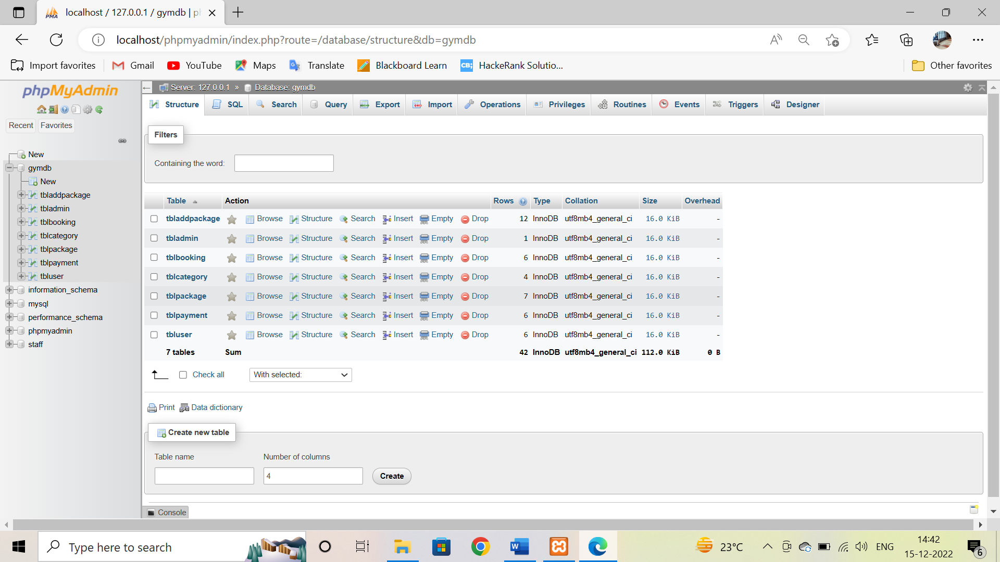 localhost / 127.0.0.1 / gymdb | ph
localhost/phpmyadmin/index.php?route=/database/structure&db=gymdb
Import favorites Gmail YouTube Maps Translate Blackboard Learn HackeRank Solutio... Other favorites
phpMyAdmin
Recent Favorites
New
gymdb
New
tbladdpackage
tbladmin
tblbooking
tblcategory
tblpackage
tblpayment
tbluser
information_schema
mysql
performance_schema
phpmyadmin
staff
Server: 127.0.0.1 » Database: gymdb
Structure SQL Search Query Export Import Operations Privileges Routines Events Triggers Designer
Filters
Containing the word:
Table Action Rows Type Collation Size Overhead
tbladdpackage Browse Structure Search Insert Empty Drop 12 InnoDB utf8mb4_general_ci 16.0 KiB -
tbladmin Browse Structure Search Insert Empty Drop 1 InnoDB utf8mb4_general_ci 16.0 KiB -
tblbooking Browse Structure Search Insert Empty Drop 6 InnoDB utf8mb4_general_ci 16.0 KiB -
tblcategory Browse Structure Search Insert Empty Drop 4 InnoDB utf8mb4_general_ci 16.0 KiB -
tblpackage Browse Structure Search Insert Empty Drop 7 InnoDB utf8mb4_general_ci 16.0 KiB -
tblpayment Browse Structure Search Insert Empty Drop 6 InnoDB utf8mb4_general_ci 16.0 KiB -
tbluser Browse Structure Search Insert Empty Drop 6 InnoDB utf8mb4_general_ci 16.0 KiB -
7 tables Sum 42 InnoDB utf8mb4_general_ci 112.0 KiB 0 B
Check all With selected:
Print Data dictionary
Create new table
Table name Number of columns
4 Create
Console
Type here to search
23°C ENG
14:42
15-12-2022
6